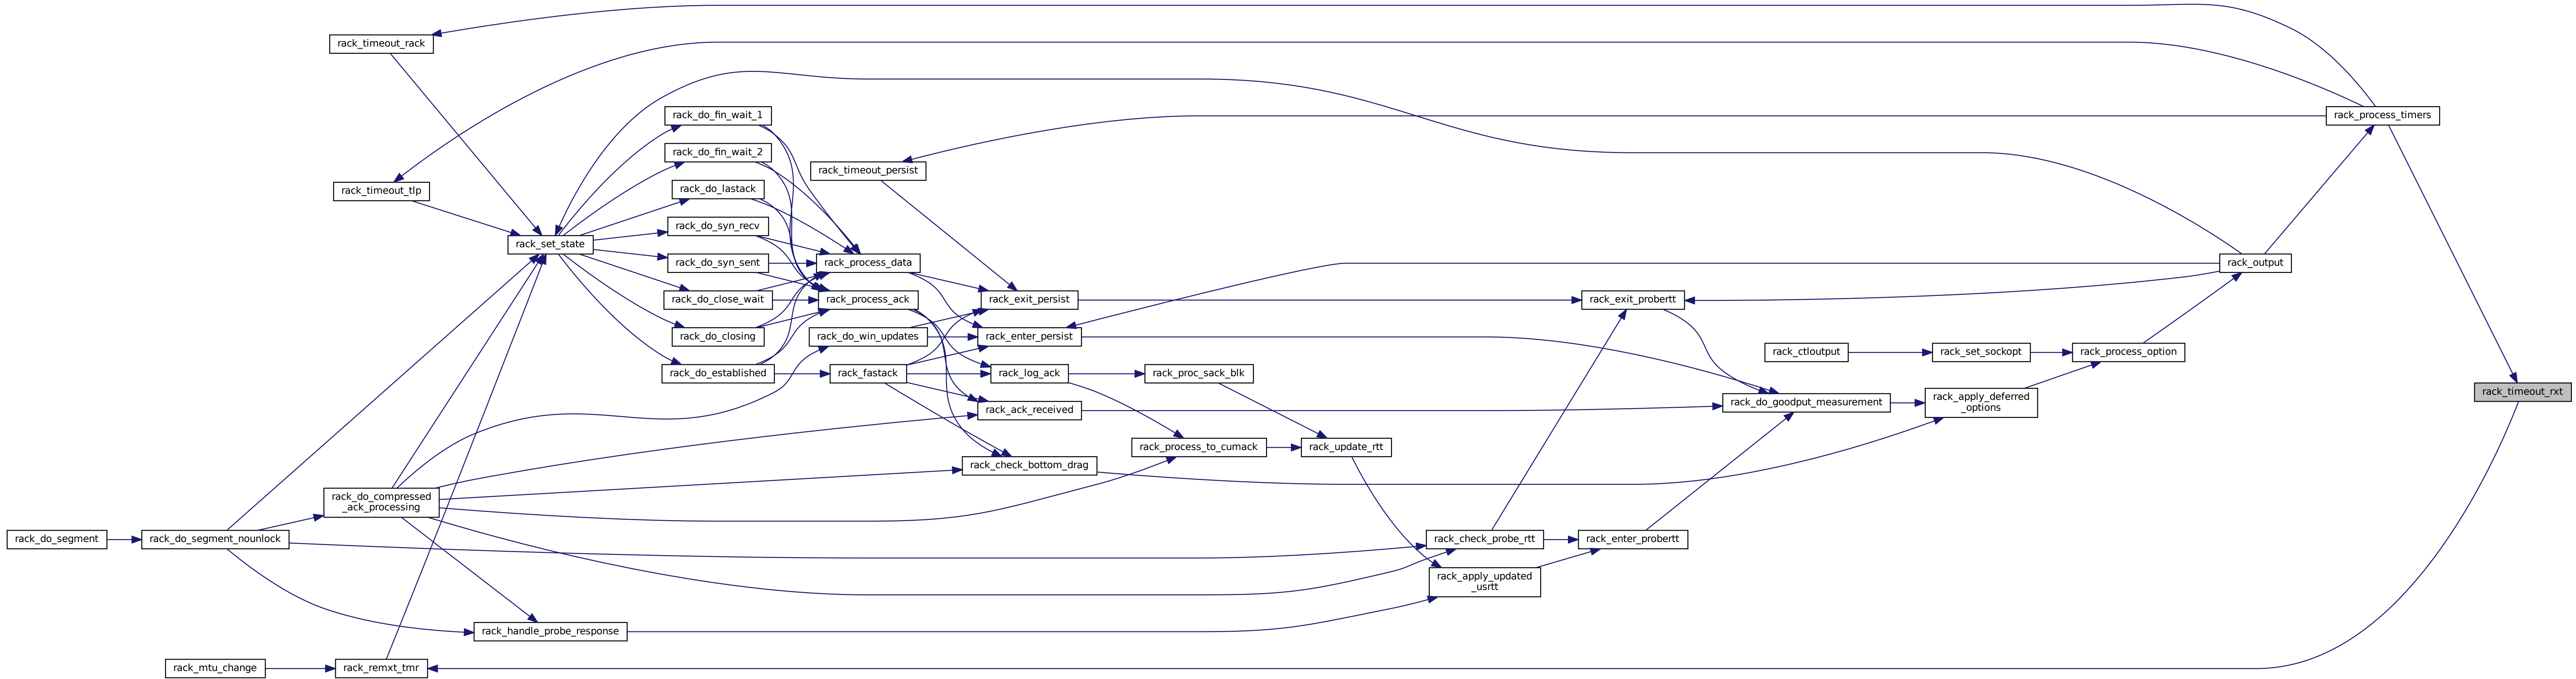 rack_timeout_rack
rack_do_fin_wait_1
rack_process_timers
rack_do_fin_wait_2
rack_timeout_persist
rack_timeout_tlp
rack_do_lastack
rack_do_syn_recv
rack_set_state
rack_do_syn_sent
rack_process_data
rack_output
rack_do_close_wait
rack_process_ack
rack_exit_persist
rack_exit_probertt
rack_do_closing
rack_do_win_updates
rack_enter_persist
rack_ctloutput
rack_set_sockopt
rack_process_option
rack_do_established
rack_fastack
rack_log_ack
rack_proc_sack_blk
rack_timeout_rxt
rack_ack_received
rack_do_goodput_measurement
rack_apply_deferred
_options
rack_process_to_cumack
rack_update_rtt
rack_check_bottom_drag
rack_do_compressed
_ack_processing
rack_do_segment
rack_do_segment_nounlock
rack_check_probe_rtt
rack_enter_probertt
rack_apply_updated
_usrtt
rack_handle_probe_response
rack_mtu_change
rack_remxt_tmr